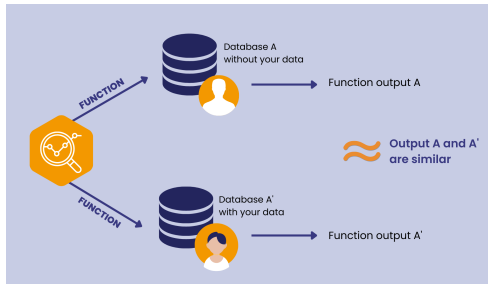 Database A
without your data
FUNCTION
Function output A
Output A and A'
are similar
FUNCTION
Database A'
with your data
Function output A'